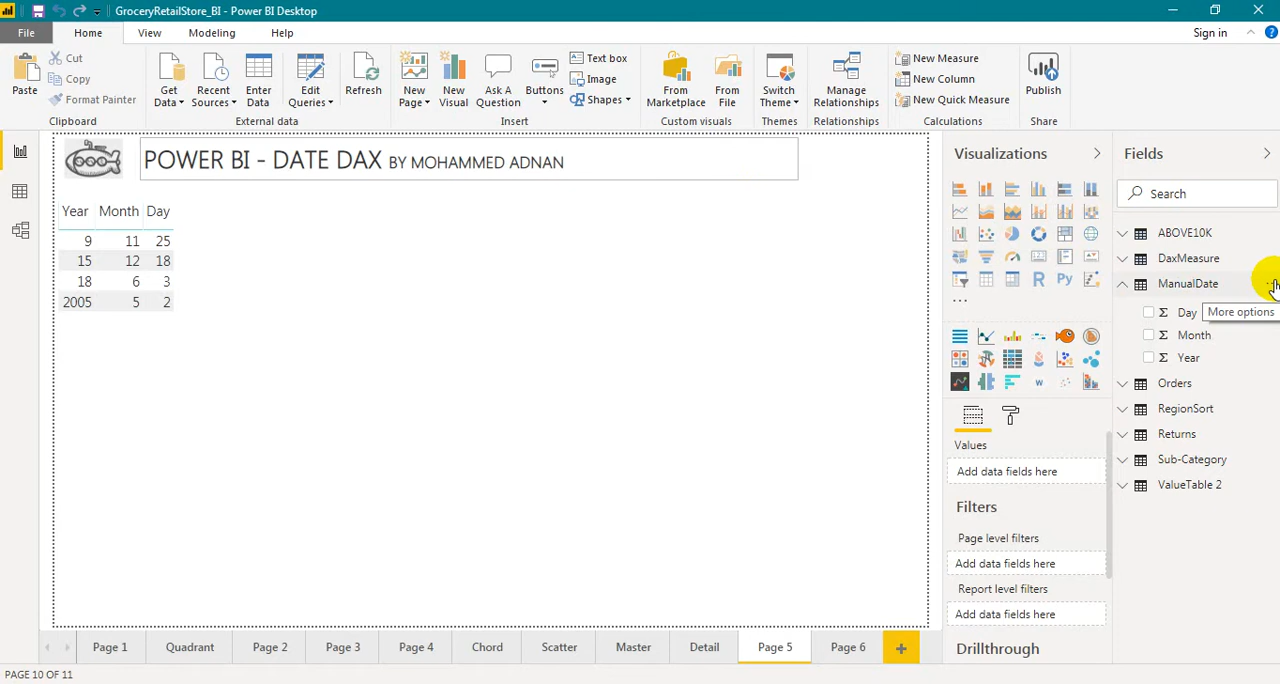 GroceryRetailStore_BI - Power BI Desktop
File Home View Modeling Help Sign in
Paste
Cut
Copy
Format Painter
Clipboard
Get Data
Recent Sources
Enter Data
Edit Queries
Refresh
External data
New Page
New Visual
Ask A Question
Buttons
Text box
Image
Shapes
Insert
From Marketplace
From File
Custom visuals
Switch Theme
Themes
Manage Relationships
Relationships
New Measure
New Column
New Quick Measure
Calculations
Publish
Share
POWER BI - DATE DAX BY MOHAMMED ADNAN
Year Month Day
9 11 25
15 12 18
18 6 3
2005 5 2
Visualizations
R Py
...
Values
Add data fields here
Filters
Page level filters
Add data fields here
Report level filters
Add data fields here
Drillthrough
Fields
Search
ABOVE10K
DaxMeasure
ManualDate
Day
More options
Month
Year
Orders
RegionSort
Returns
Sub-Category
ValueTable 2
Page 1 Quadrant Page 2 Page 3 Page 4 Chord Scatter Master Detail Page 5 Page 6 +
PAGE 10 OF 11